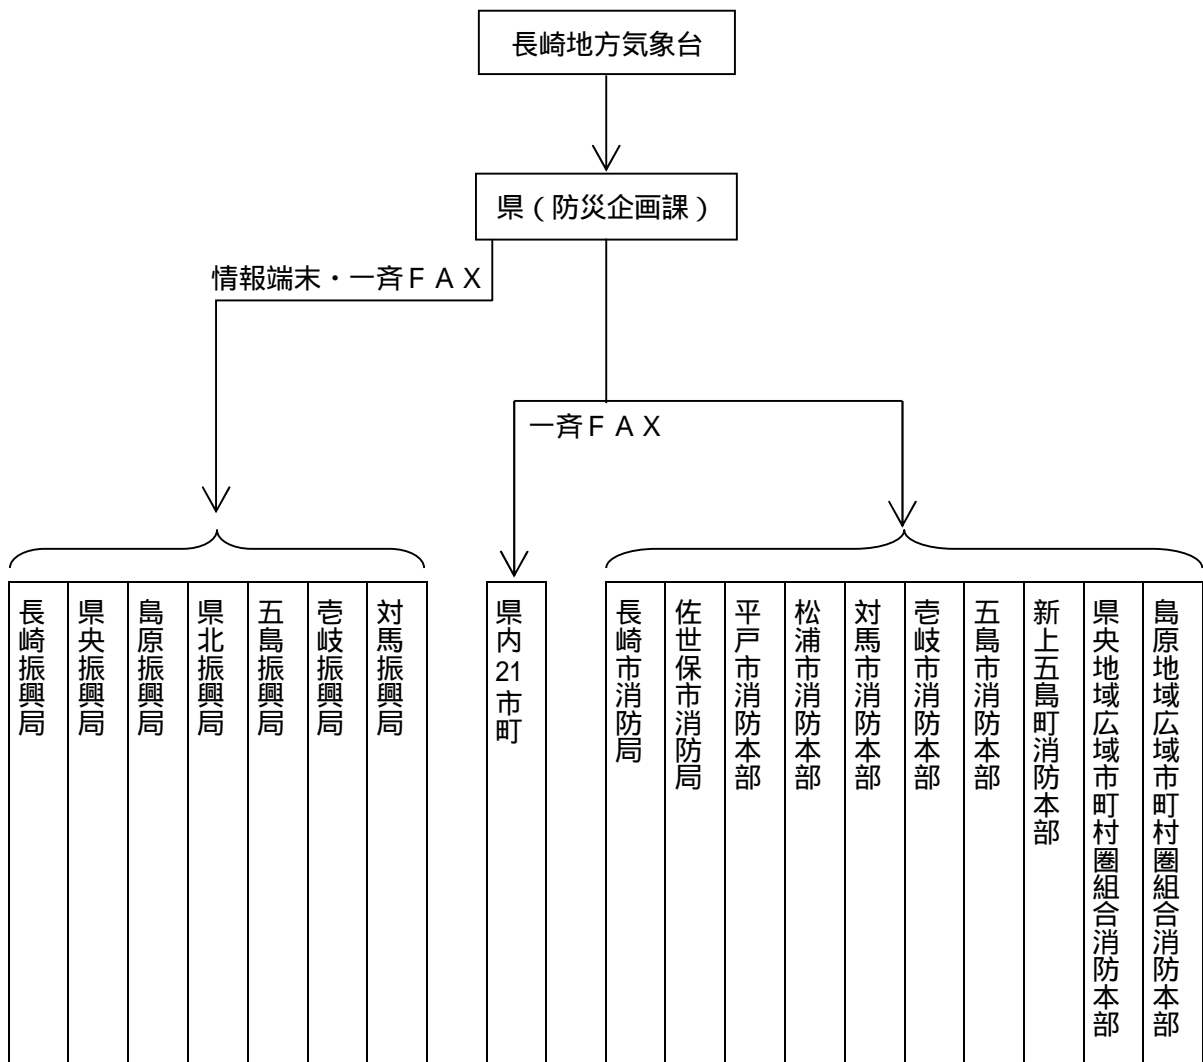 長崎地方気象台
県（防災企画課）
情報端末・一斉ＦＡＸ
一斉ＦＡＸ
長崎振興局
県央振興局
島原振興局
県北振興局
五島振興局
壱岐振興局
対馬振興局
県内21市町
長崎市消防局
佐世保市消防局
平戸市消防本部
松浦市消防本部
対馬市消防本部
壱岐市消防本部
五島市消防本部
新上五島町消防本部
県央地域広域市町村圏組合消防本部
島原地域広域市町村圏組合消防本部